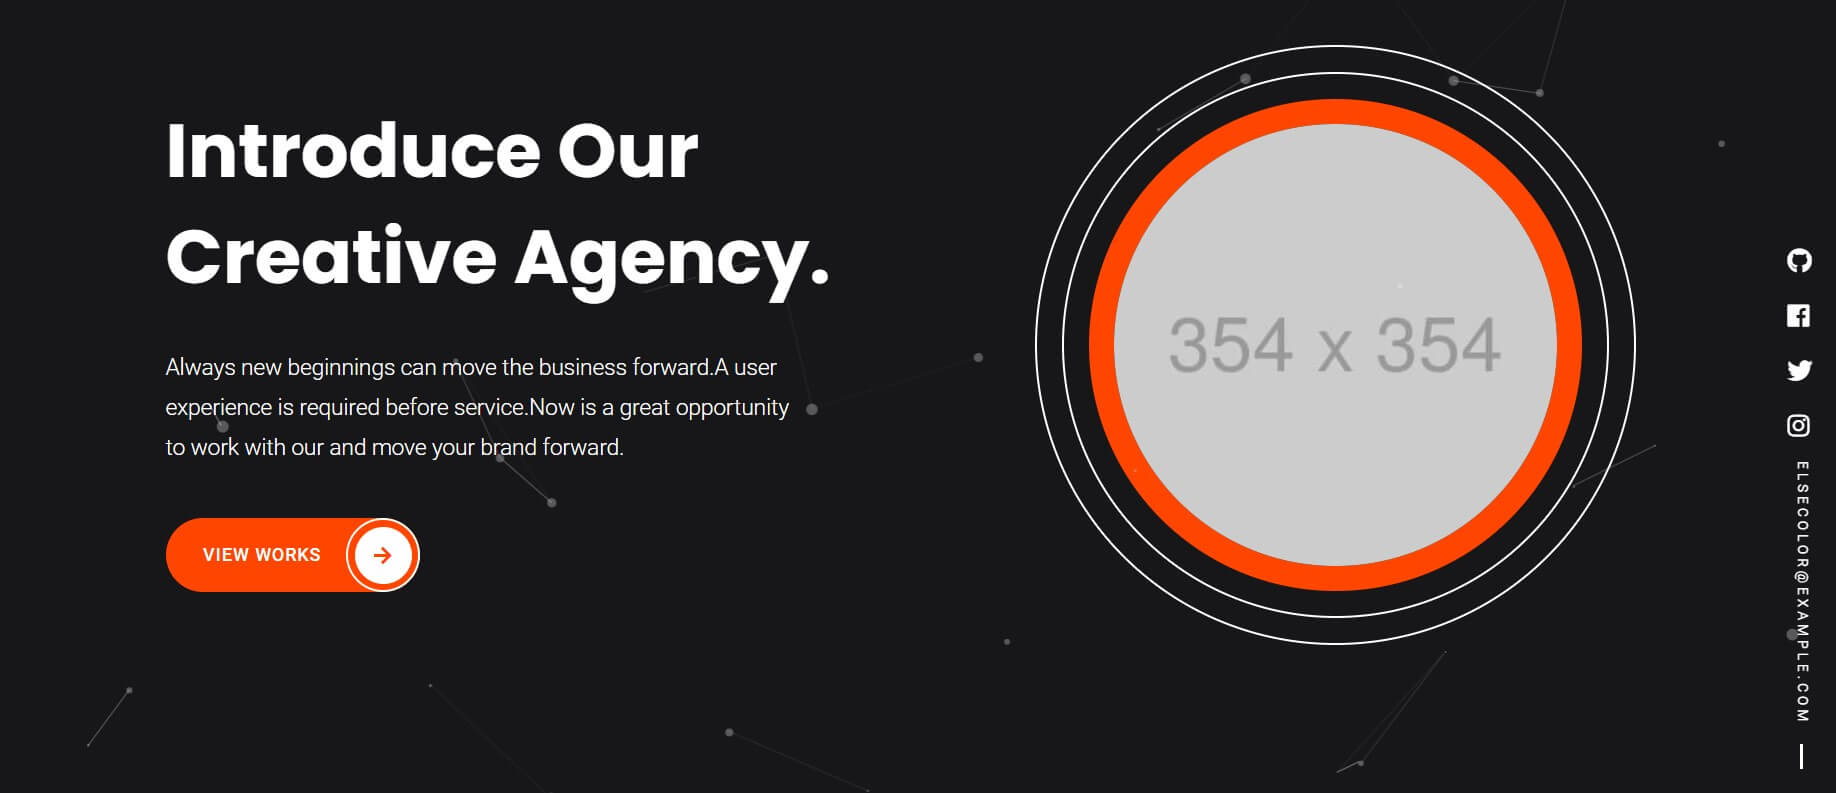 Introduce Our
Creative Agency.
Always new beginnings can move the business forward.A user
experience is required before service.Now is a great opportunity
to work with our and move your brand forward.
VIEW WORKS
354 x 354
ELSECOLOR@EXAMPLE.COM